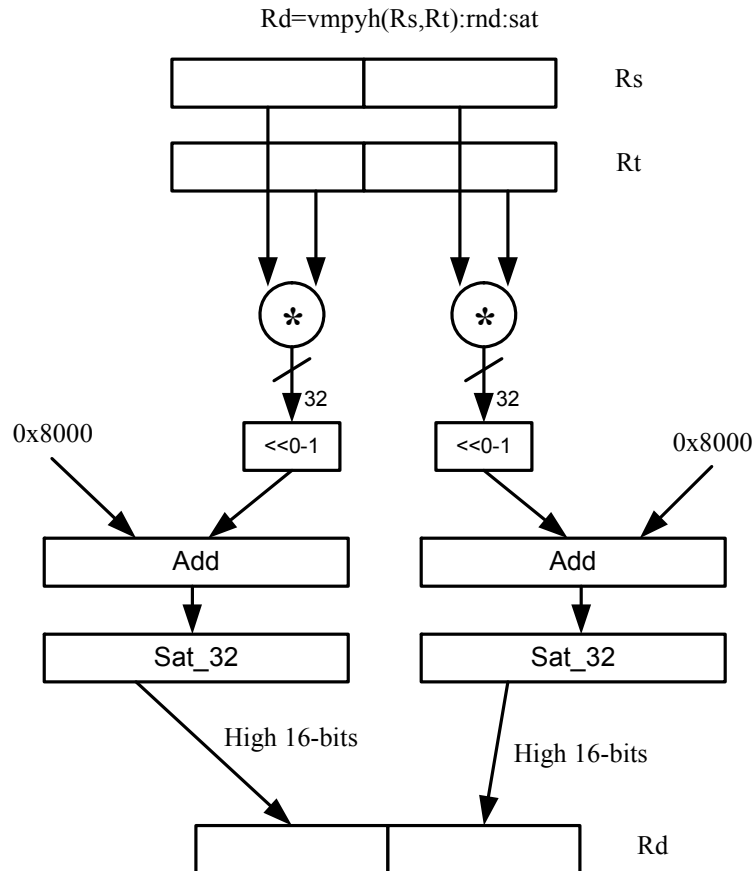 Rd=vmpyh(Rs,Rt):rnd:sat
Rs
Rt
*
*
32
32
<<0-1
<<0-1
0x8000
0x8000
Add
Add
Sat_32
Sat_32
High 16-bits
High 16-bits
Rd